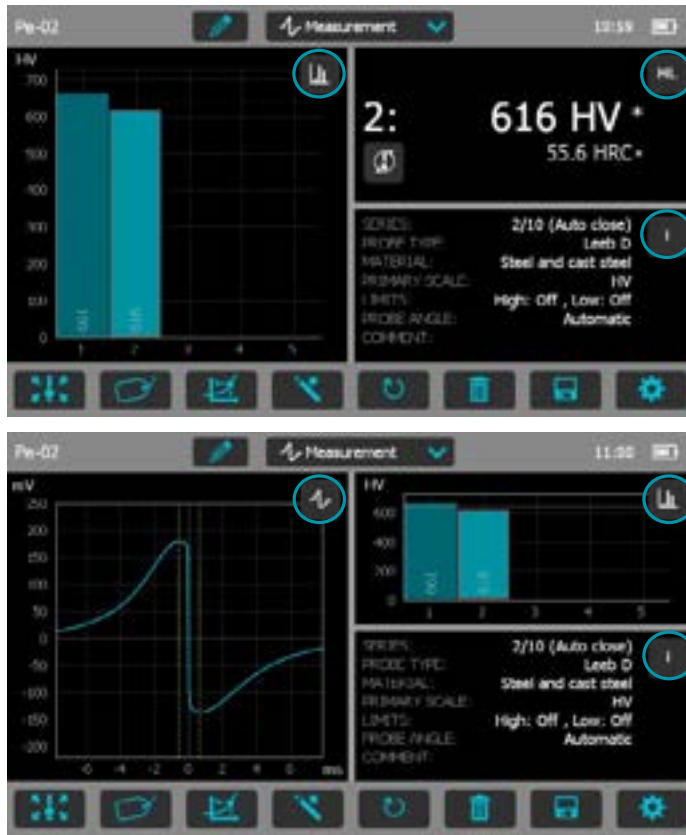 Pe-02
Measurement
10:59
HV
700
600
500
400
300
200
100
0
661
616
1 2 3 4 5
HL
2: 616 HV *
55.6 HRC*
SERIES: 2/10 (Auto close)
PROBE TYPE: Leeb D
MATERIAL: Steel and cast steel
PRIMARY SCALE: HV
LIMITS: High: Off , Low: Off
PROBE ANGLE: Automatic
COMMENT:
i
Pe-02
Measurement
11:00
mV
250
200
150
100
50
0
-50
-100
-150
-200
-6 -4 -2 0 2 4 6 ms
HV
600
400
200
0
661
616
1 2 3 4 5
SERIES: 2/10 (Auto close)
PROBE TYPE: Leeb D
MATERIAL: Steel and cast steel
PRIMARY SCALE: HV
LIMITS: High: Off , Low: Off
PROBE ANGLE: Automatic
COMMENT:
i